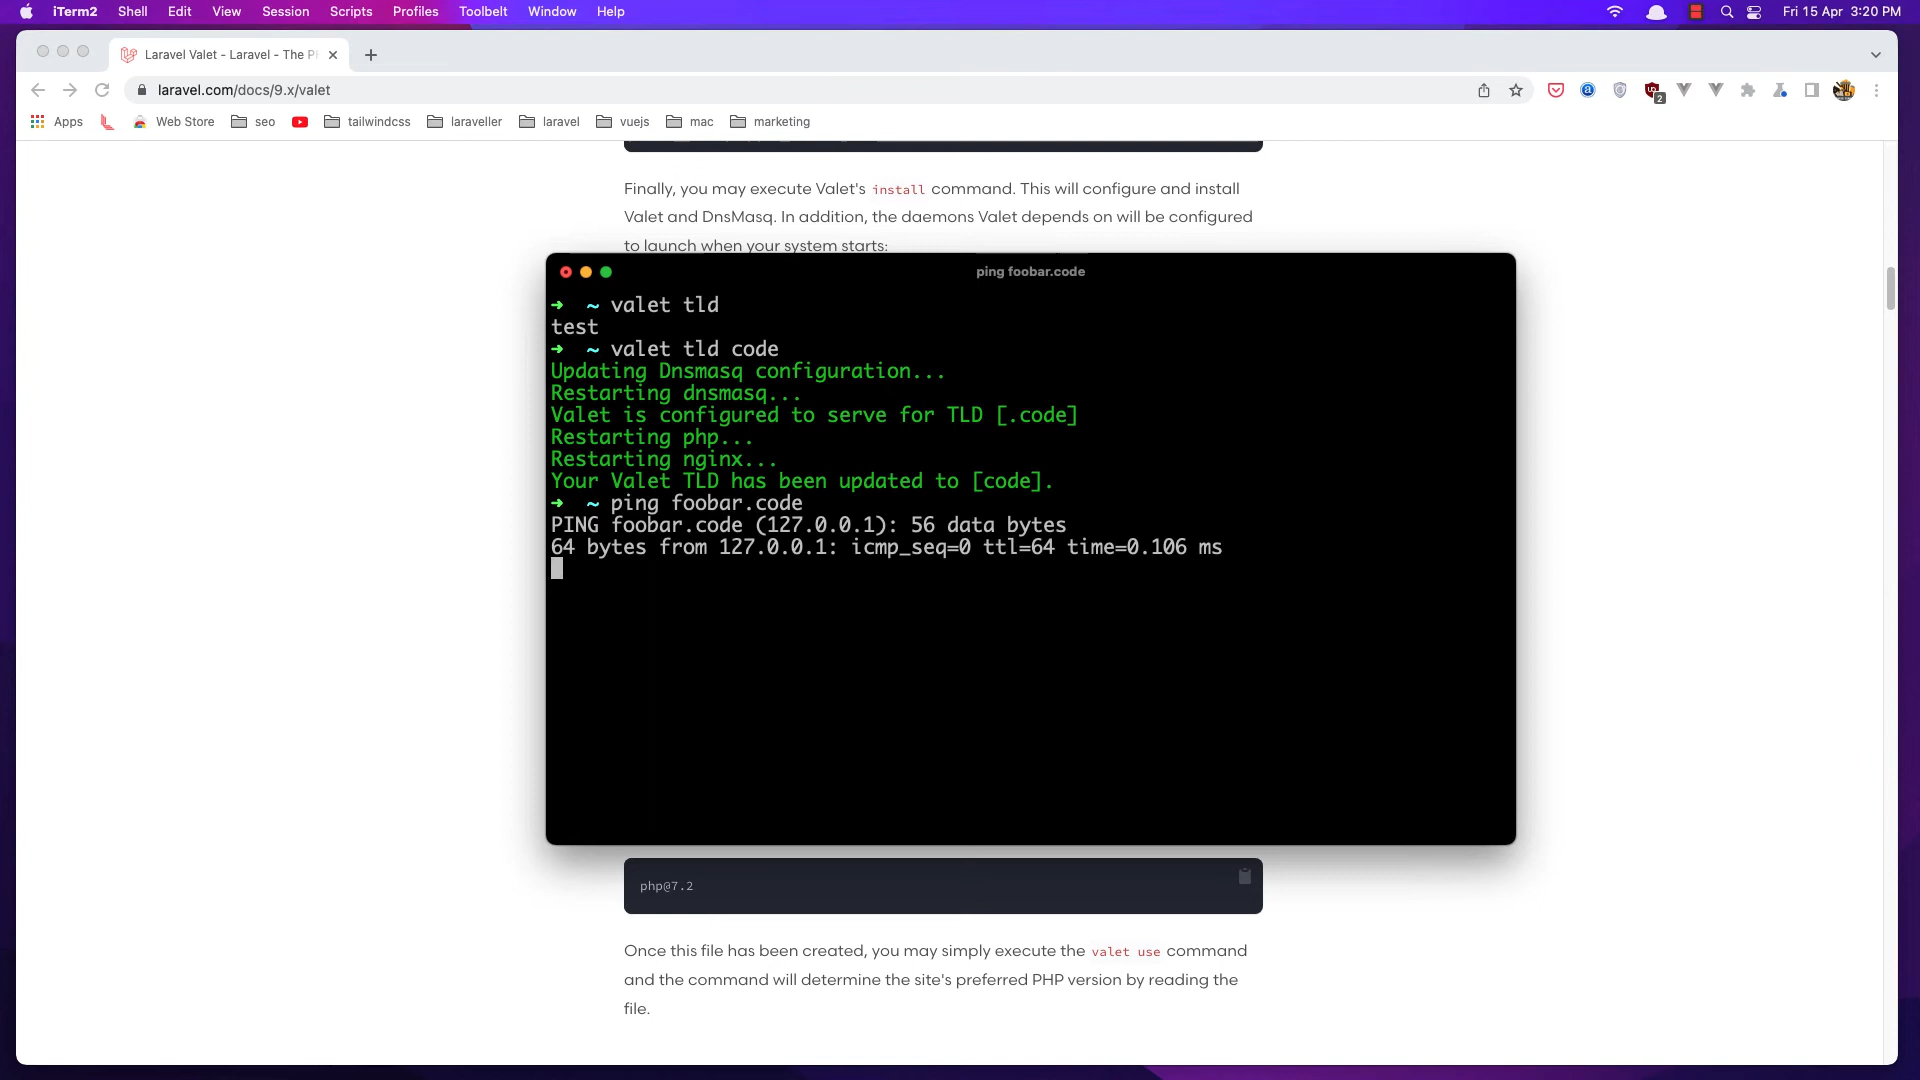 iTerm2 Shell Edit View Session Scripts Profiles Toolbelt Window Help Fri 15 Apr 3:20 PM
Laravel Valet - Laravel - The P
laravel.com/docs/9.x/valet
2
Apps Web Store seo tailwindcss laraveller laravel vuejs mac marketing
Finally, you may execute Valet's install command. This will configure and install
Valet and DnsMasq. In addition, the daemons Valet depends on will be configured
to launch when your system starts:
ping foobar.code
➜ ~ valet tld
test
➜ ~ valet tld code
Updating Dnsmasq configuration...
Restarting dnsmasq...
Valet is configured to serve for TLD [.code]
Restarting php...
Restarting nginx...
Your Valet TLD has been updated to [code].
➜ ~ ping foobar.code
PING foobar.code (127.0.0.1): 56 data bytes
64 bytes from 127.0.0.1: icmp_seq=0 ttl=64 time=0.106 ms
php@7.2
Once this file has been created, you may simply execute the valet use command
and the command will determine the site's preferred PHP version by reading the
file.